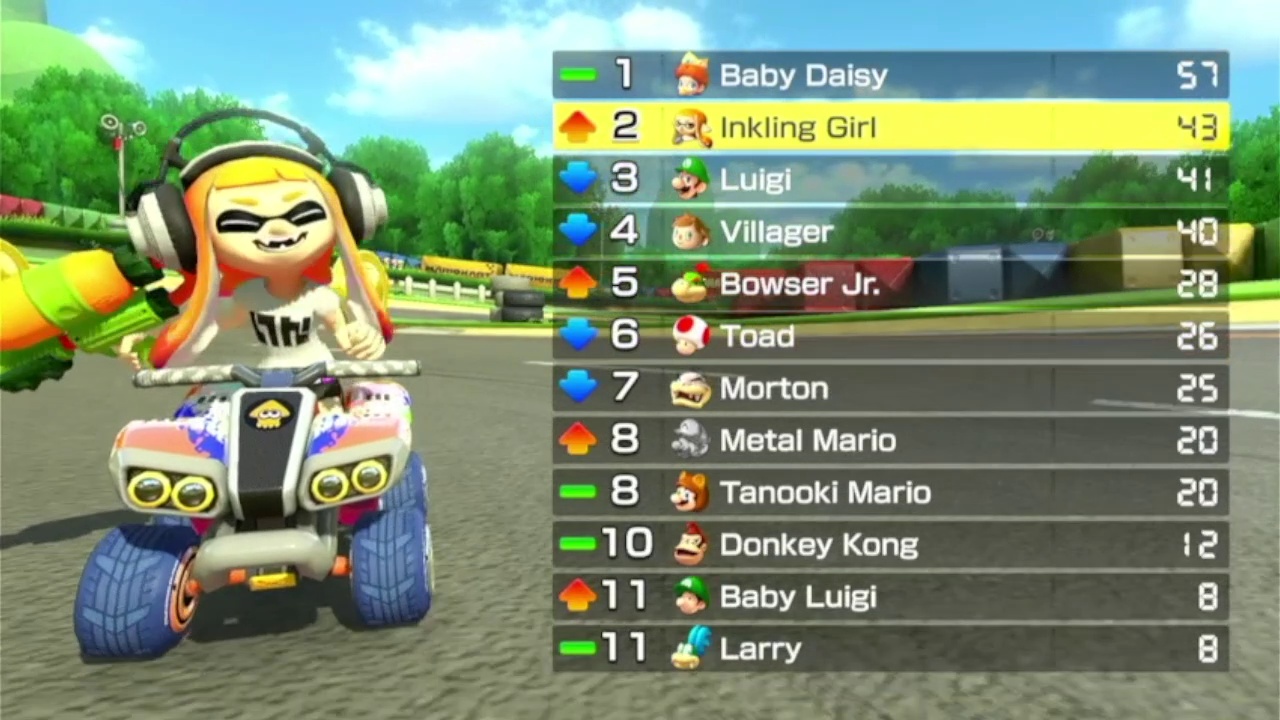 1 Baby Daisy 57
2 Inkling Girl 43
3 Luigi 41
4 Villager 40
5 Bowser Jr. 28
6 Toad 26
7 Morton 25
8 Metal Mario 20
8 Tanooki Mario 20
10 Donkey Kong 12
11 Baby Luigi 8
11 Larry 8